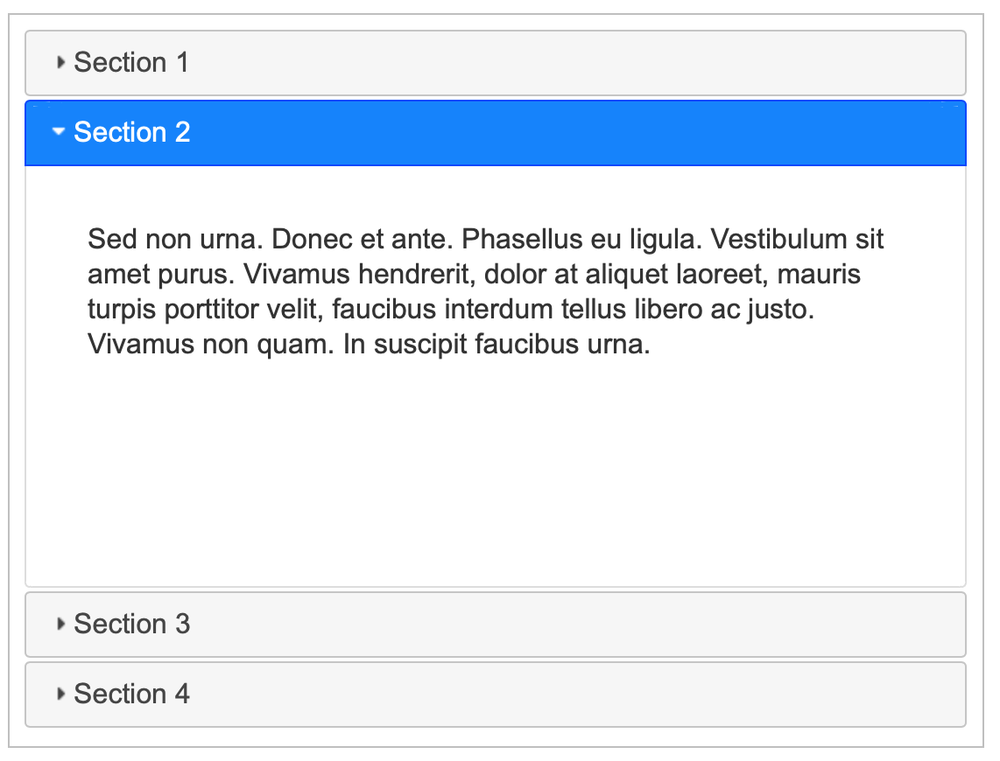 Section 1
Section 2
Sed non urna. Donec et ante. Phasellus eu ligula. Vestibulum sit
amet purus. Vivamus hendrerit, dolor at aliquet laoreet, mauris
turpis porttitor velit, faucibus interdum tellus libero ac justo.
Vivamus non quam. In suscipit faucibus urna.
Section 3
Section 4